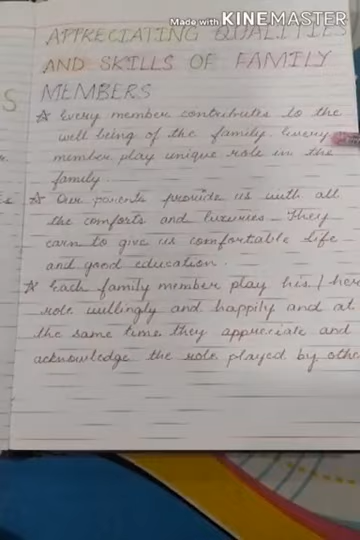 Made with KINEMASTER
APPRECIATING QUALITIES
AND SKILLS OF FAMILY
S MEMBERS
☆ Every member contributes to the
well being of the family. Every
member play unique role in the
family.
☆ Our parents provide us with all
the comforts and luxuries. They
earn to give us comfortable life
and good education.
☆ Each family member play his/her
role willingly and happily and at
the same time they appreciate and
acknowledge the role played by othe